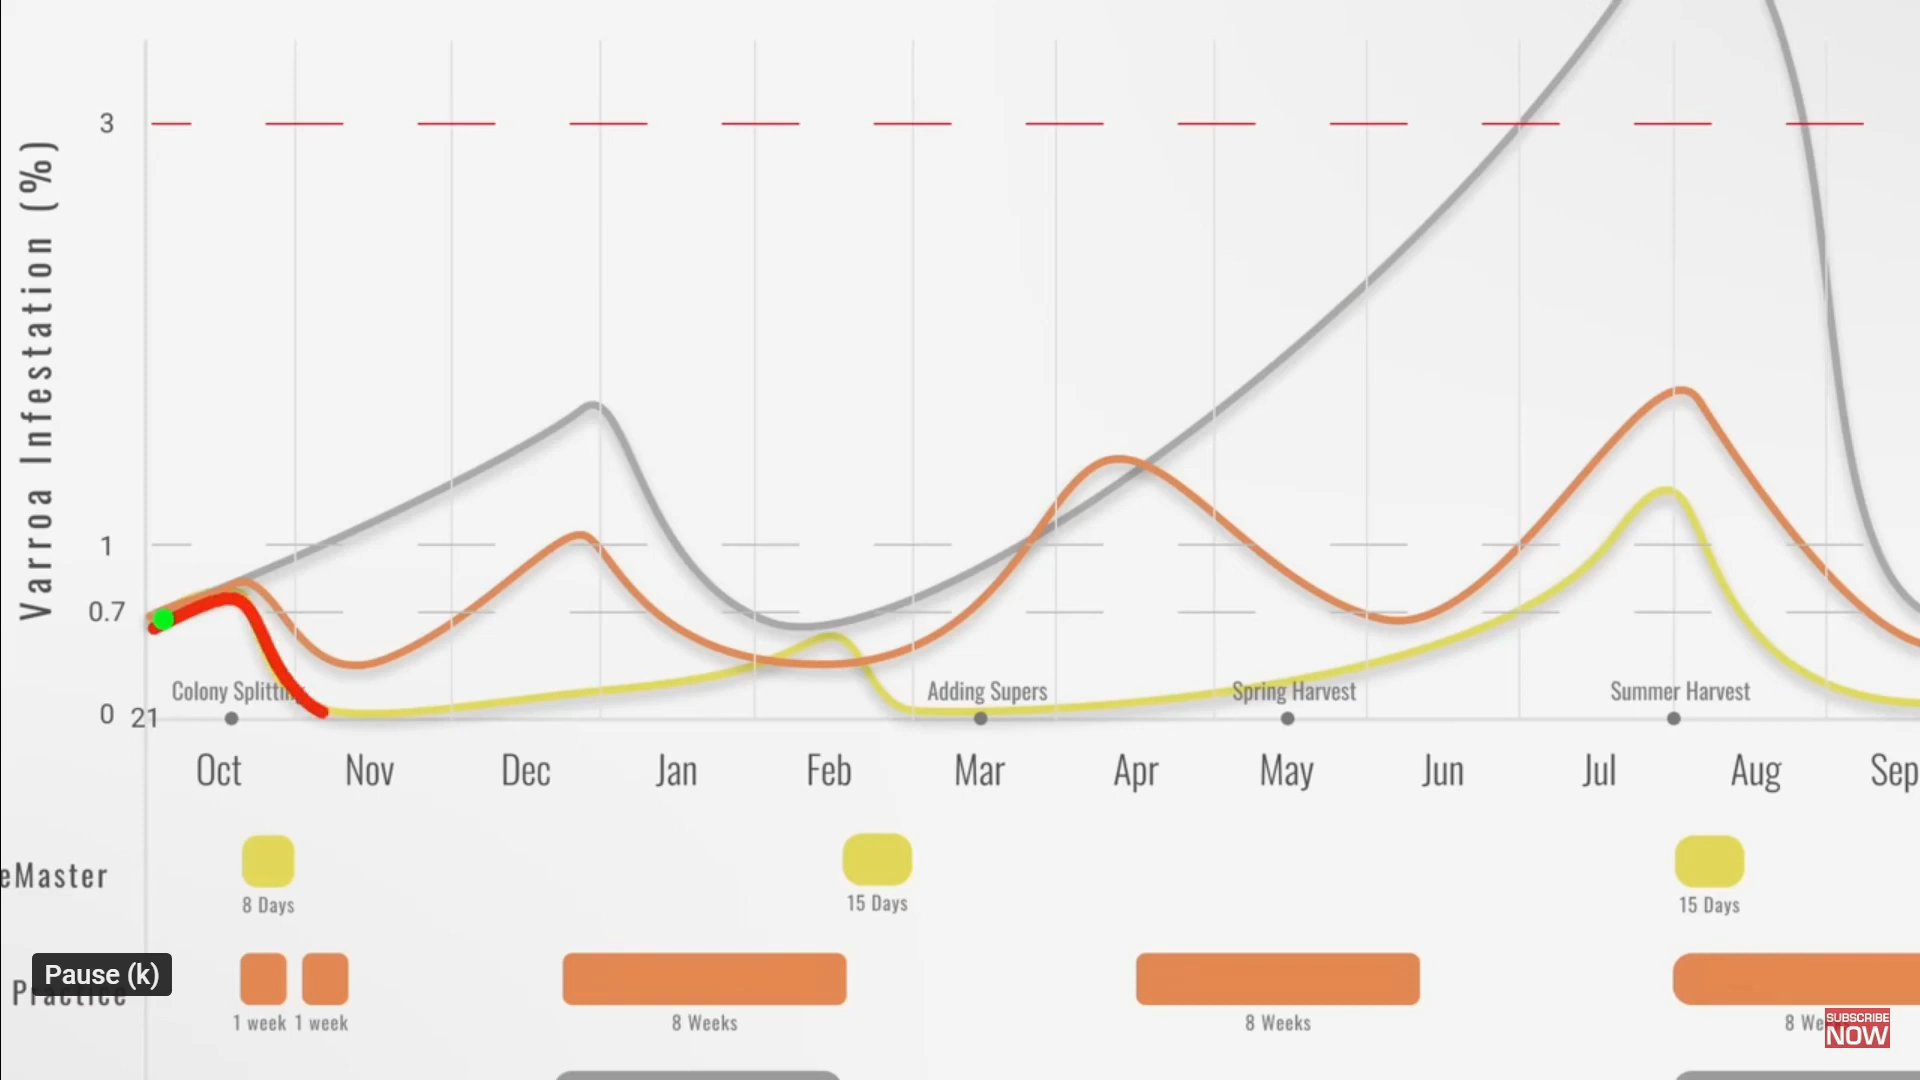 Varroa Infestation (%)
3
1
0.7
0
21
Colony Splitting
Adding Supers
Spring Harvest
Summer Harvest
Oct Nov Dec Jan Feb Mar Apr May Jun Jul Aug Sep
eMaster
8 Days
15 Days
15 Days
Pause (k)
Practice
1 week 1 week
8 Weeks
8 Weeks
8 We
SUBSCRIBE
NOW